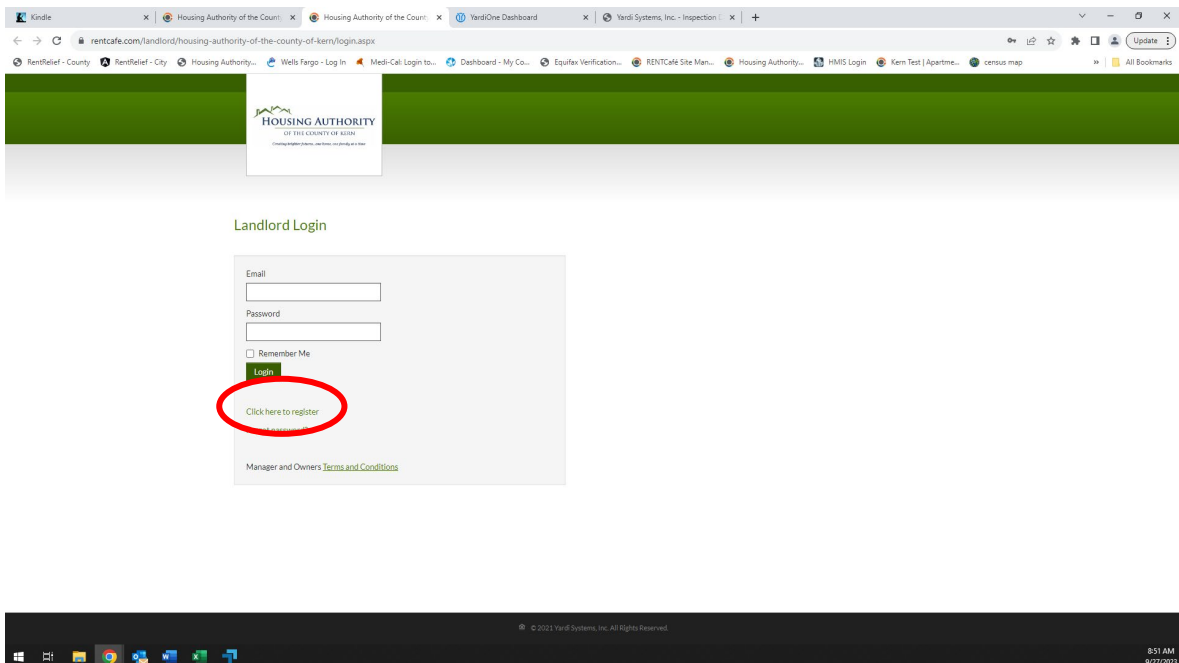 Kindle
Housing Authority of the Count
Housing Authority of the Count
YardiOne Dashboard
Yardi Systems, Inc. - Inspection
rentcafe.com/landlord/housing-authority-of-the-county-of-kern/login.aspx
Update
RentRelief - County
RentRelief - City
Housing Authority...
Wells Fargo - Log In
Medi-Cal: Login to...
Dashboard - My Co...
Equifax Verification...
RENTCafé Site Man...
Housing Authority...
HMIS Login
Kern Test | Apartme...
census map
»
All Bookmarks
HOUSING AUTHORITY
OF THE COUNTY OF KERN
Landlord Login
Email
Password
Remember Me
Login
Click here to register
Manager and Owners Terms and Conditions
© 2021 Yardi Systems, Inc. All Rights Reserved.
8:51 AM
9/27/2023